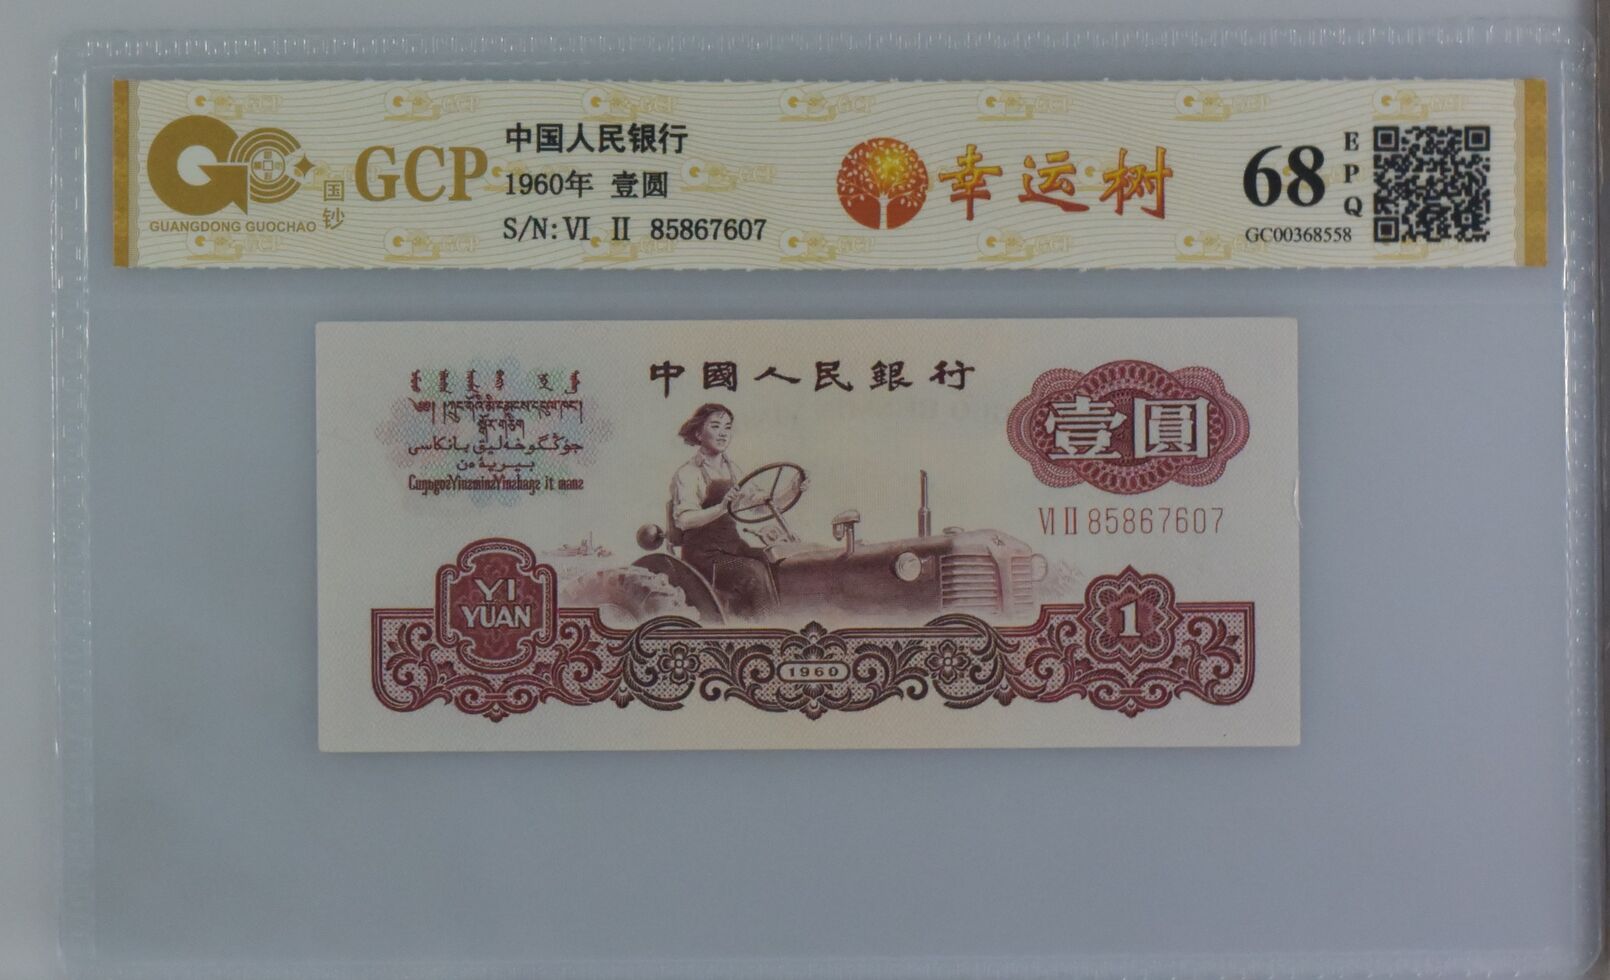 GCP
国钞
GUANGDONG GUOCHAO
中国人民银行
1960年 壹圆
S/N: VI II 85867607
幸运树
68
EPQ
GC00368558
中國人民銀行
壹圓
VI II 85867607
YI
YUAN
1960
1